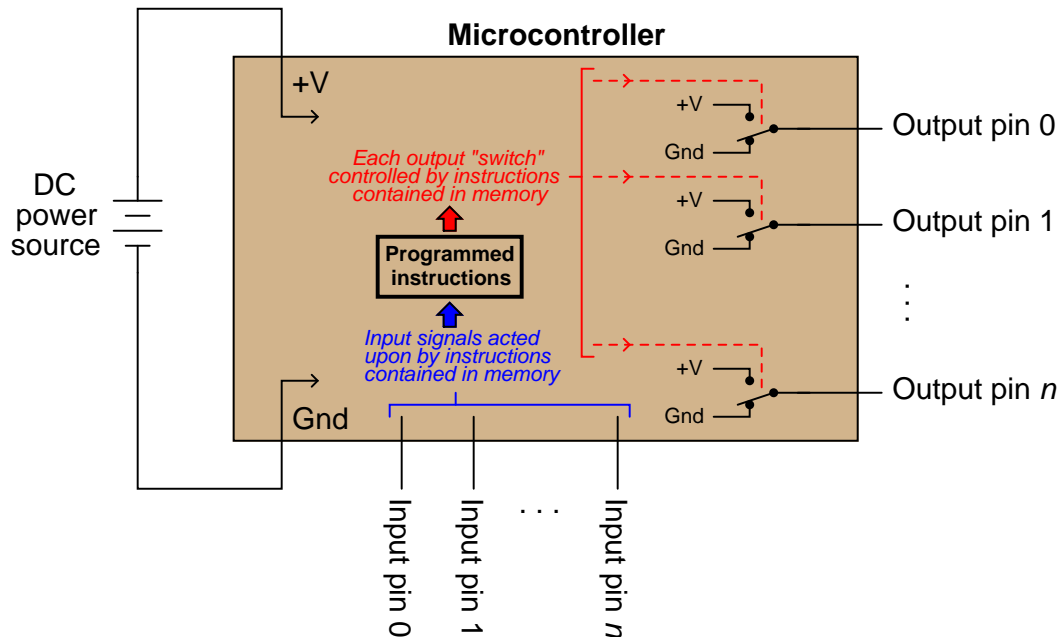 Microcontroller
+V
DC
power
source
Each output "switch"
controlled by instructions
contained in memory
Programmed
instructions
Input signals acted
upon by instructions
contained in memory
Gnd
+V
Gnd
Output pin 0
+V
Gnd
Output pin 1
. . .
+V
Gnd
Output pin n
Input pin 0
Input pin 1
. . .
Input pin n